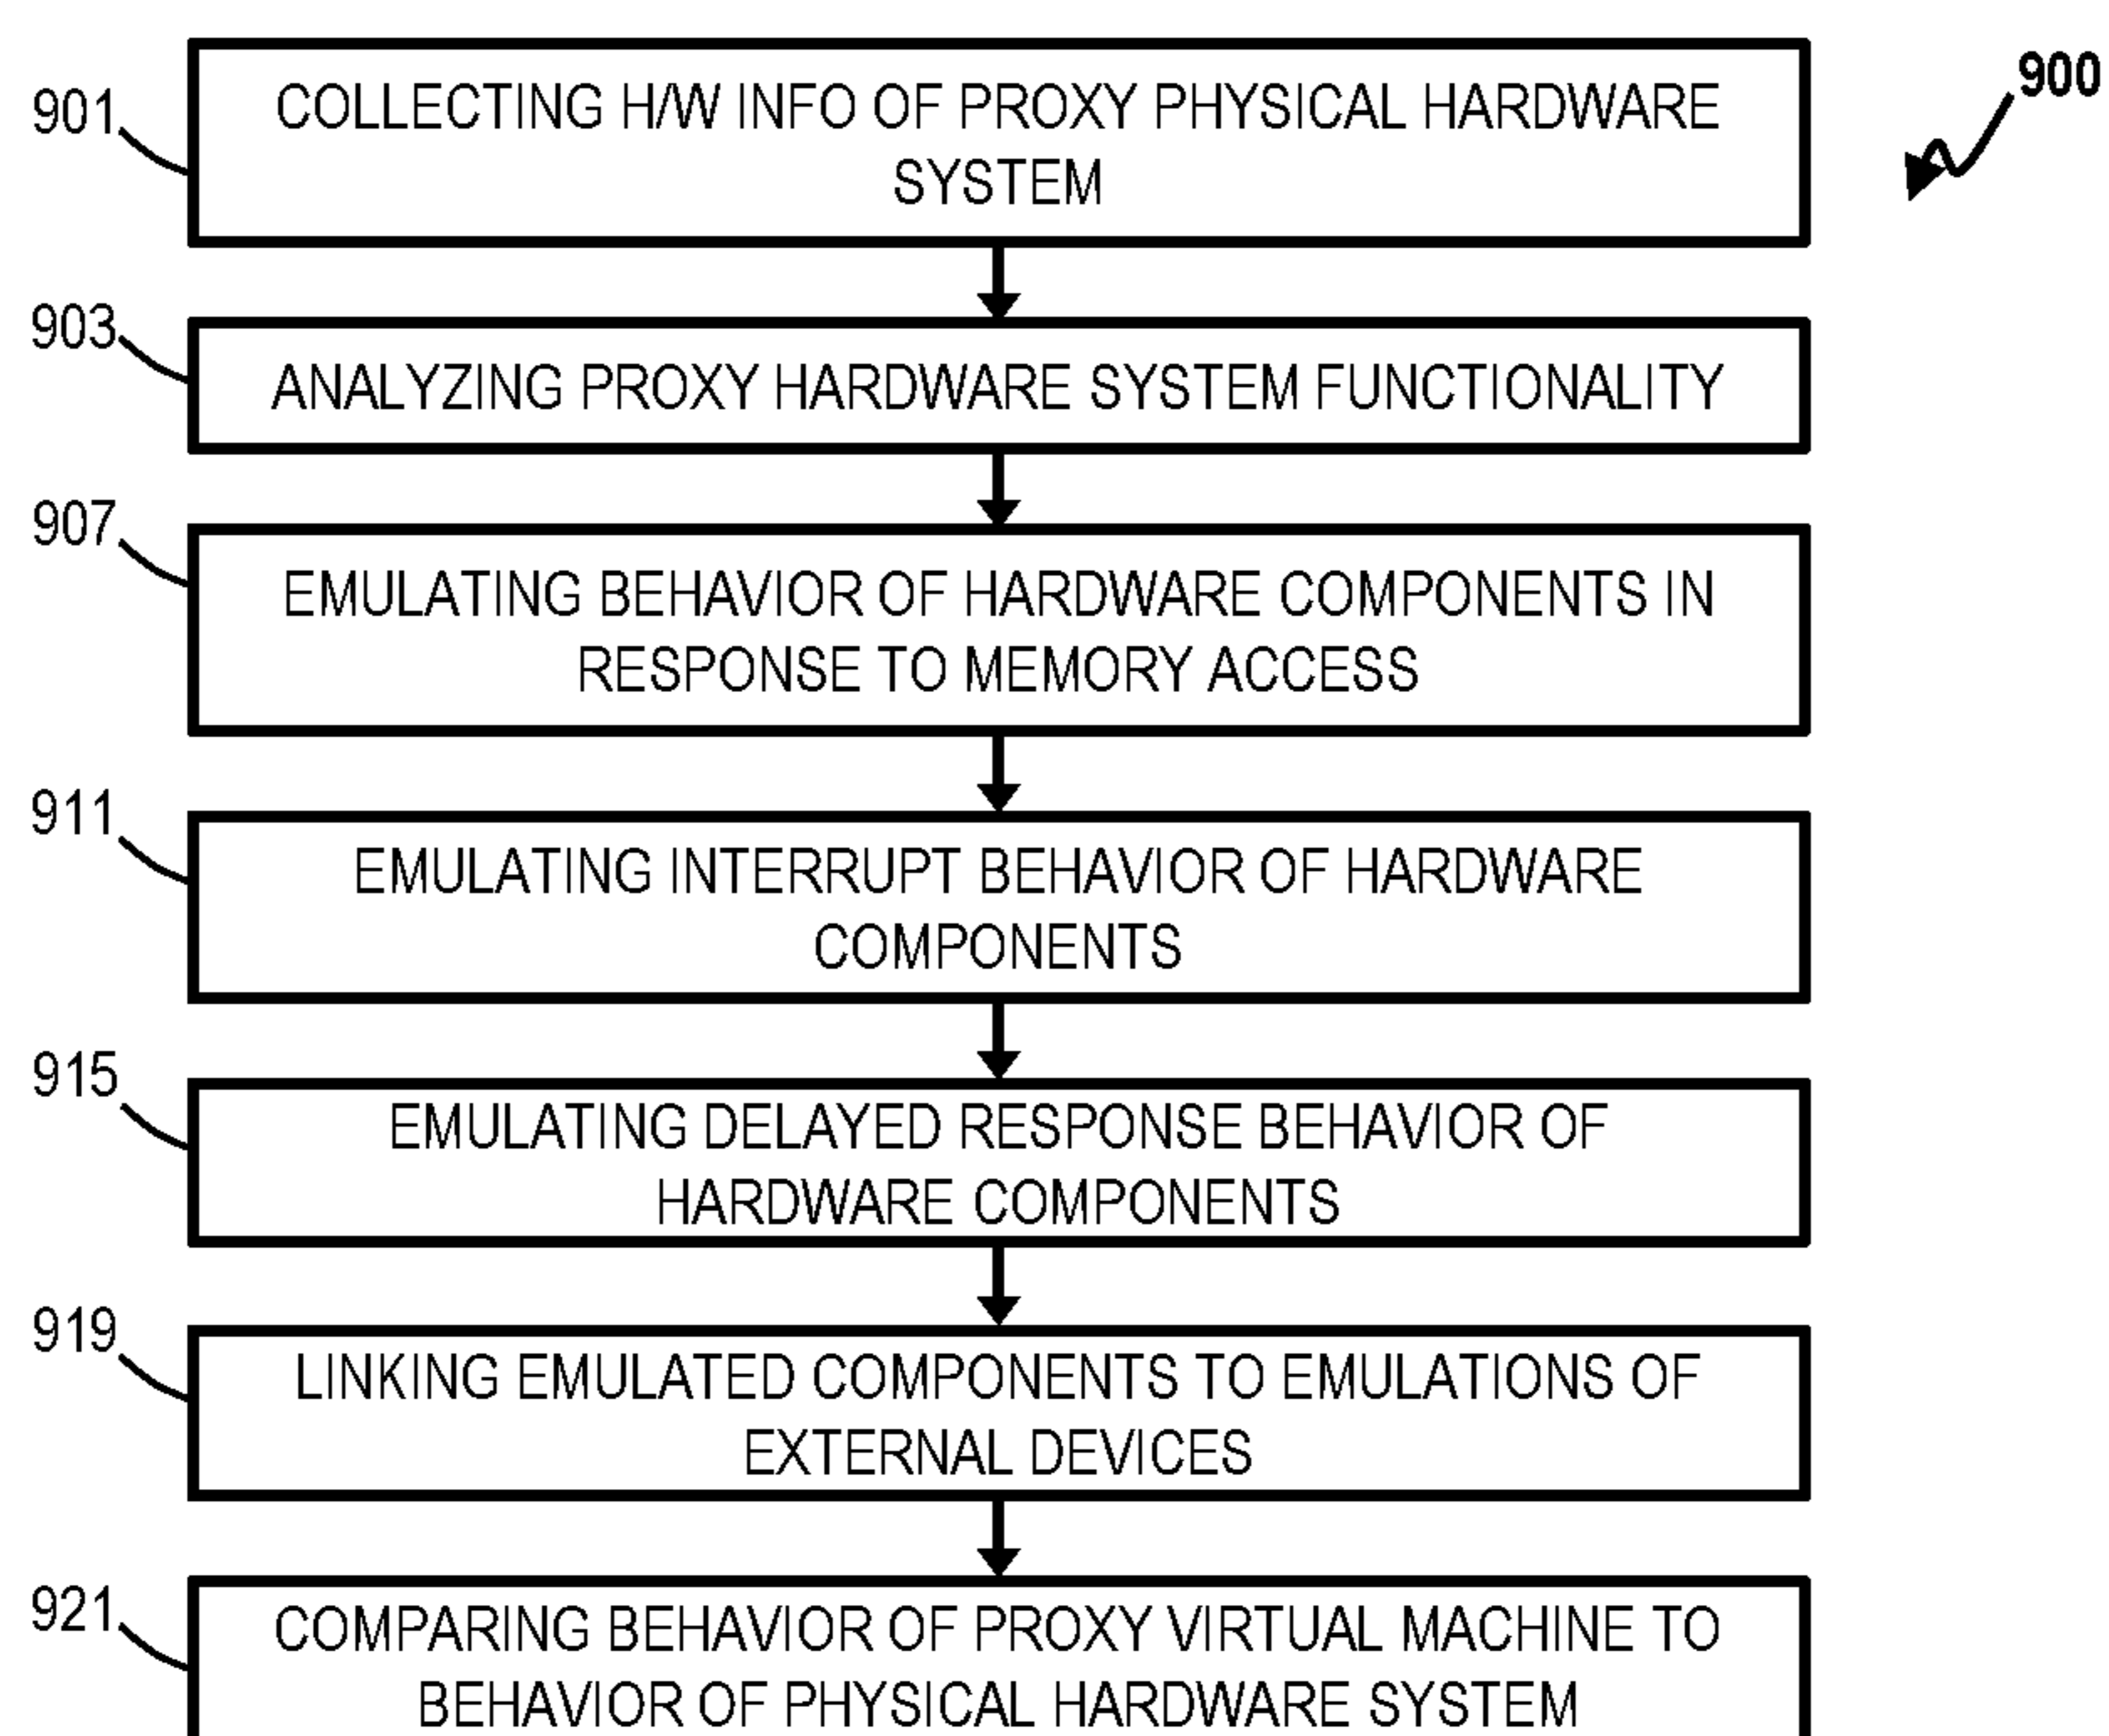 900
901
COLLECTING H/W INFO OF PROXY PHYSICAL HARDWARE
SYSTEM
903
ANALYZING PROXY HARDWARE SYSTEM FUNCTIONALITY
907
EMULATING BEHAVIOR OF HARDWARE COMPONENTS IN
RESPONSE TO MEMORY ACCESS
911
EMULATING INTERRUPT BEHAVIOR OF HARDWARE
COMPONENTS
915
EMULATING DELAYED RESPONSE BEHAVIOR OF
HARDWARE COMPONENTS
919
LINKING EMULATED COMPONENTS TO EMULATIONS OF
EXTERNAL DEVICES
921
COMPARING BEHAVIOR OF PROXY VIRTUAL MACHINE TO
BEHAVIOR OF PHYSICAL HARDWARE SYSTEM